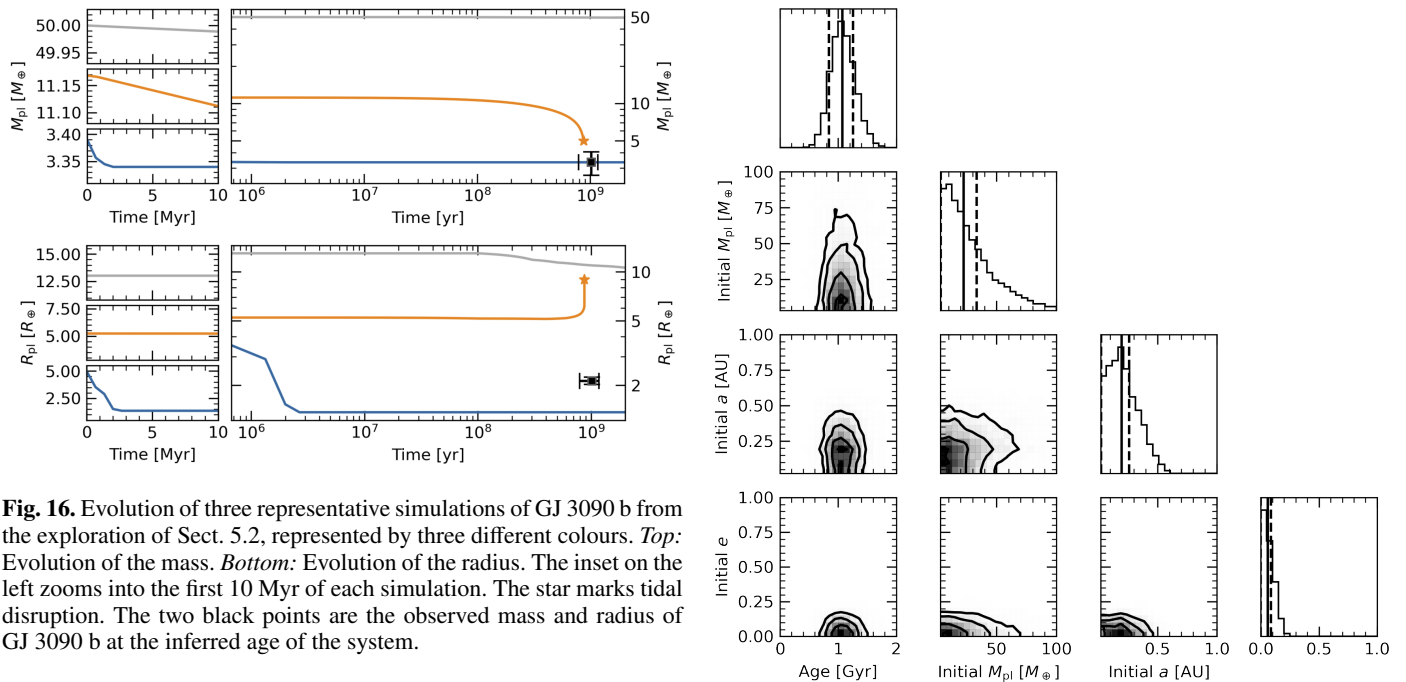 50.00
49.95
11.15
11.10
3.40
3.35
M_pl [M_⊕]
0 5 10
Time [Myr]
10^6 10^7 10^8 10^9
Time [yr]
50
10
5
M_pl [M_⊕]
15.00
12.50
7.50
5.00
5.00
2.50
R_pl [R_⊕]
0 5 10
Time [Myr]
10^6 10^7 10^8 10^9
Time [yr]
10
5
2
R_pl [R_⊕]
Fig. 16. Evolution of three representative simulations of GJ 3090 b from
the exploration of Sect. 5.2, represented by three different colours. Top:
Evolution of the mass. Bottom: Evolution of the radius. The inset on the
left zooms into the first 10 Myr of each simulation. The star marks tidal
disruption. The two black points are the observed mass and radius of
GJ 3090 b at the inferred age of the system.
100
75
50
25
Initial M_pl [M_⊕]
1.00
0.75
0.50
0.25
Initial a [AU]
1.00
0.75
0.50
0.25
0.00
Initial e
0 1 2
Age [Gyr]
50 100
Initial M_pl [M_⊕]
0.5 1.0
Initial a [AU]
0.0 0.5 1.0